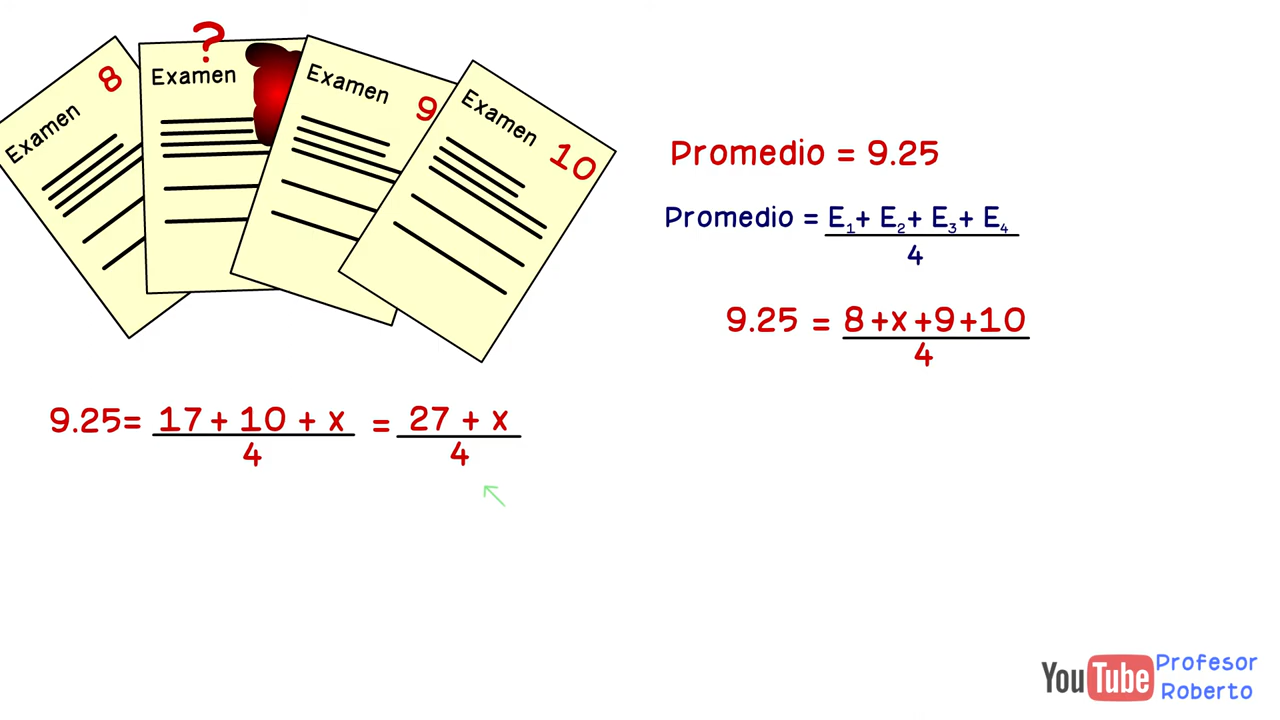 Examen 8
?
Examen
Examen 9
Examen 10
Promedio = 9.25
Promedio = E₁+ E₂+ E₃+ E₄
4
9.25 = 8+x+9+10
4
9.25= 17 + 10 + x = 27 + x
4 4
YouTube Profesor
Roberto